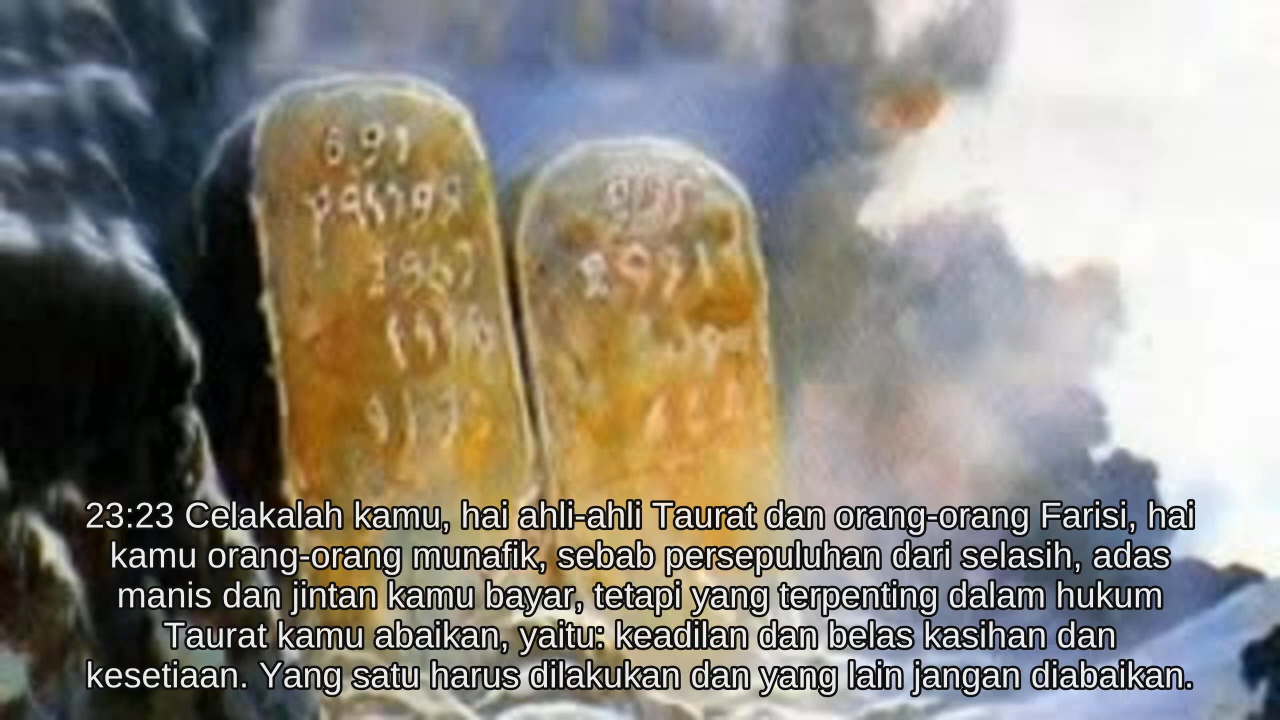 23:23 Celakalah kamu, hai ahli-ahli Taurat dan orang-orang Farisi, hai
kamu orang-orang munafik, sebab persepuluhan dari selasih, adas
manis dan jintan kamu bayar, tetapi yang terpenting dalam hukum
Taurat kamu abaikan, yaitu: keadilan dan belas kasihan dan
kesetiaan. Yang satu harus dilakukan dan yang lain jangan diabaikan.